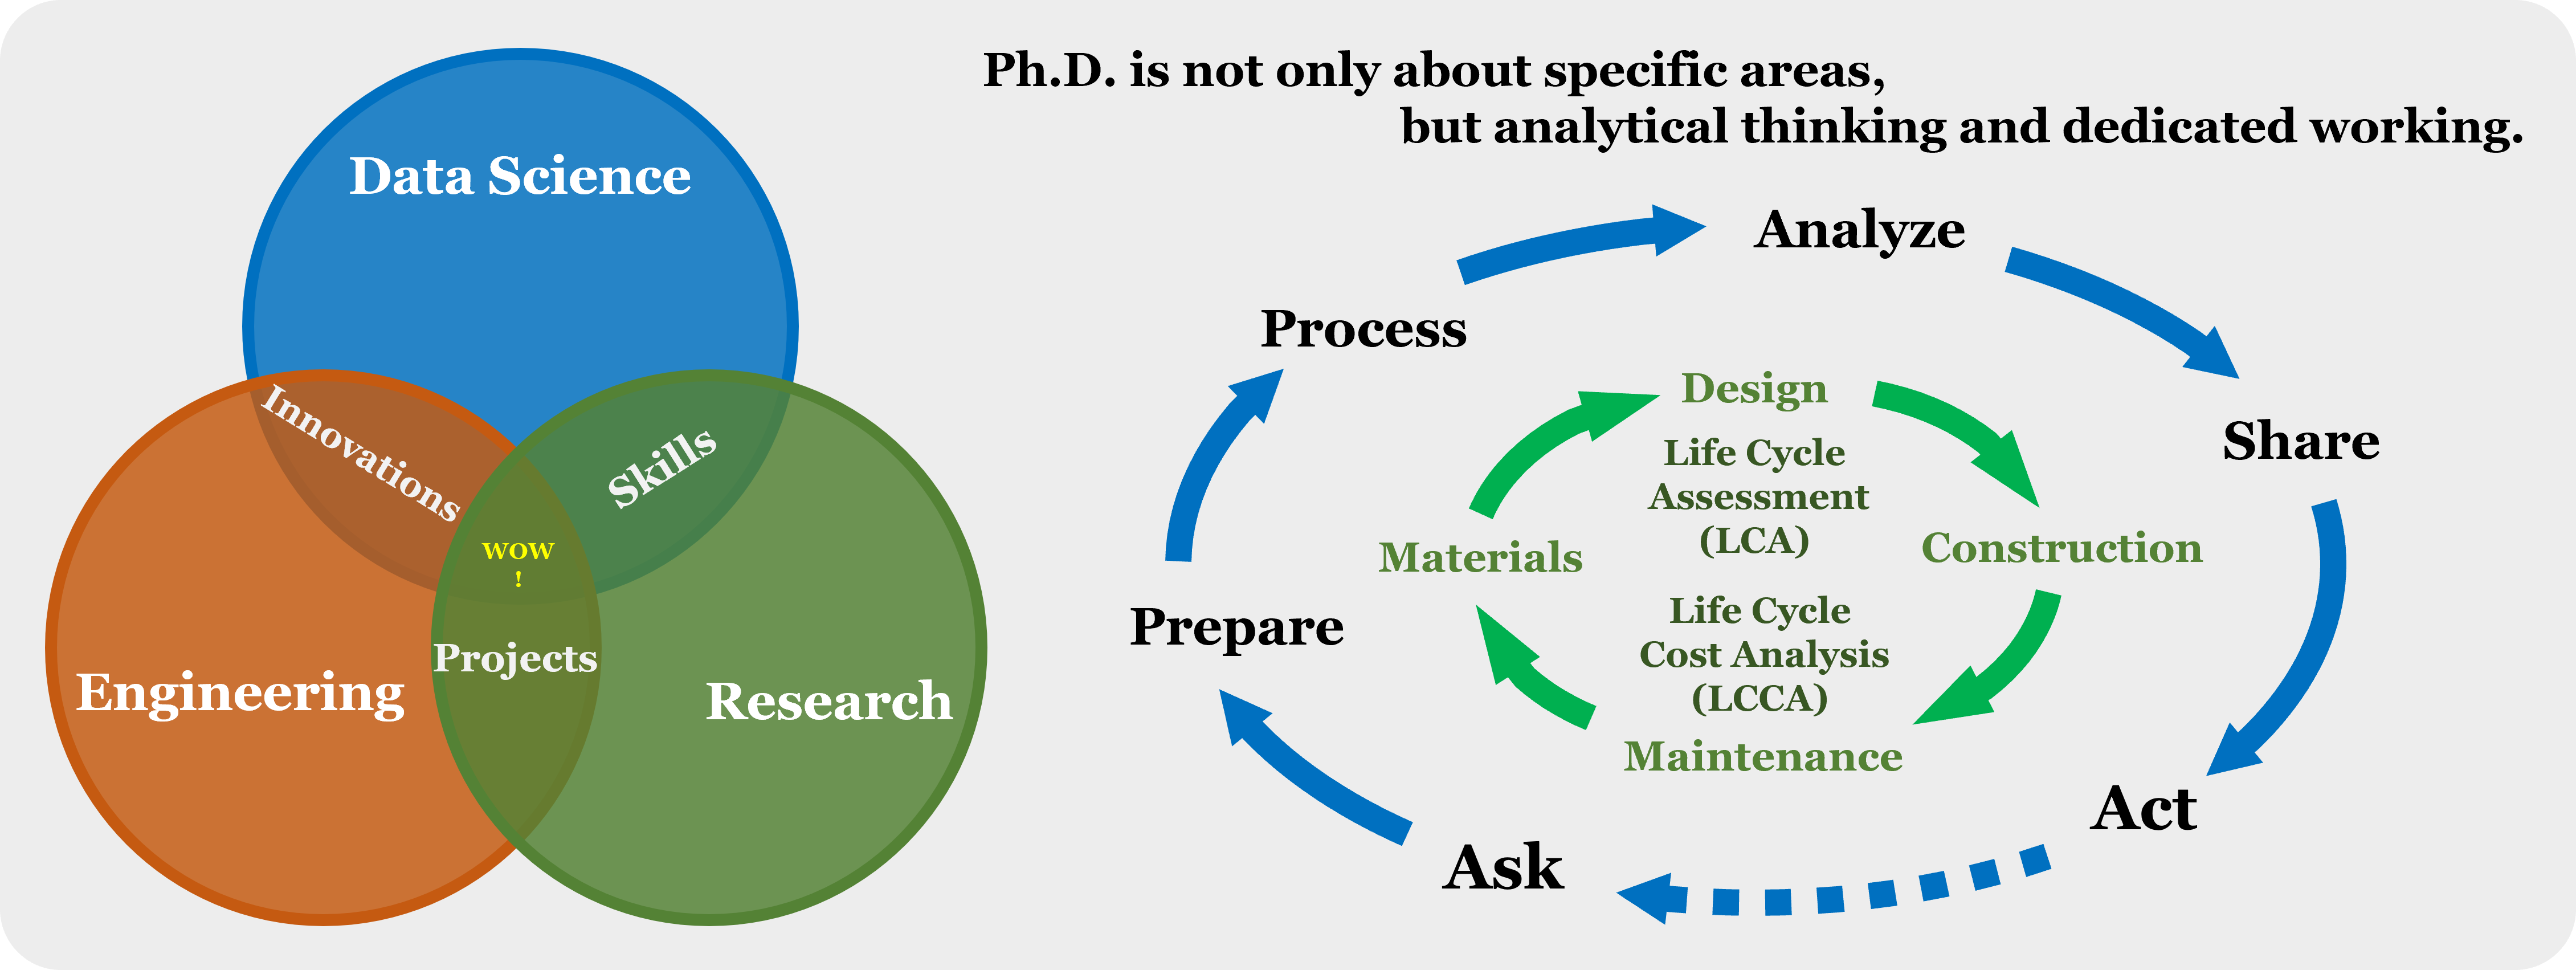 Ph.D. is not only about specific areas,
but analytical thinking and dedicated working.
Data Science
Innovations
Skills
WOW
!
Projects
Engineering
Research
Analyze
Process
Share
Prepare
Act
Ask
Design
Life Cycle
Assessment
(LCA)
Materials
Construction
Life Cycle
Cost Analysis
(LCCA)
Maintenance